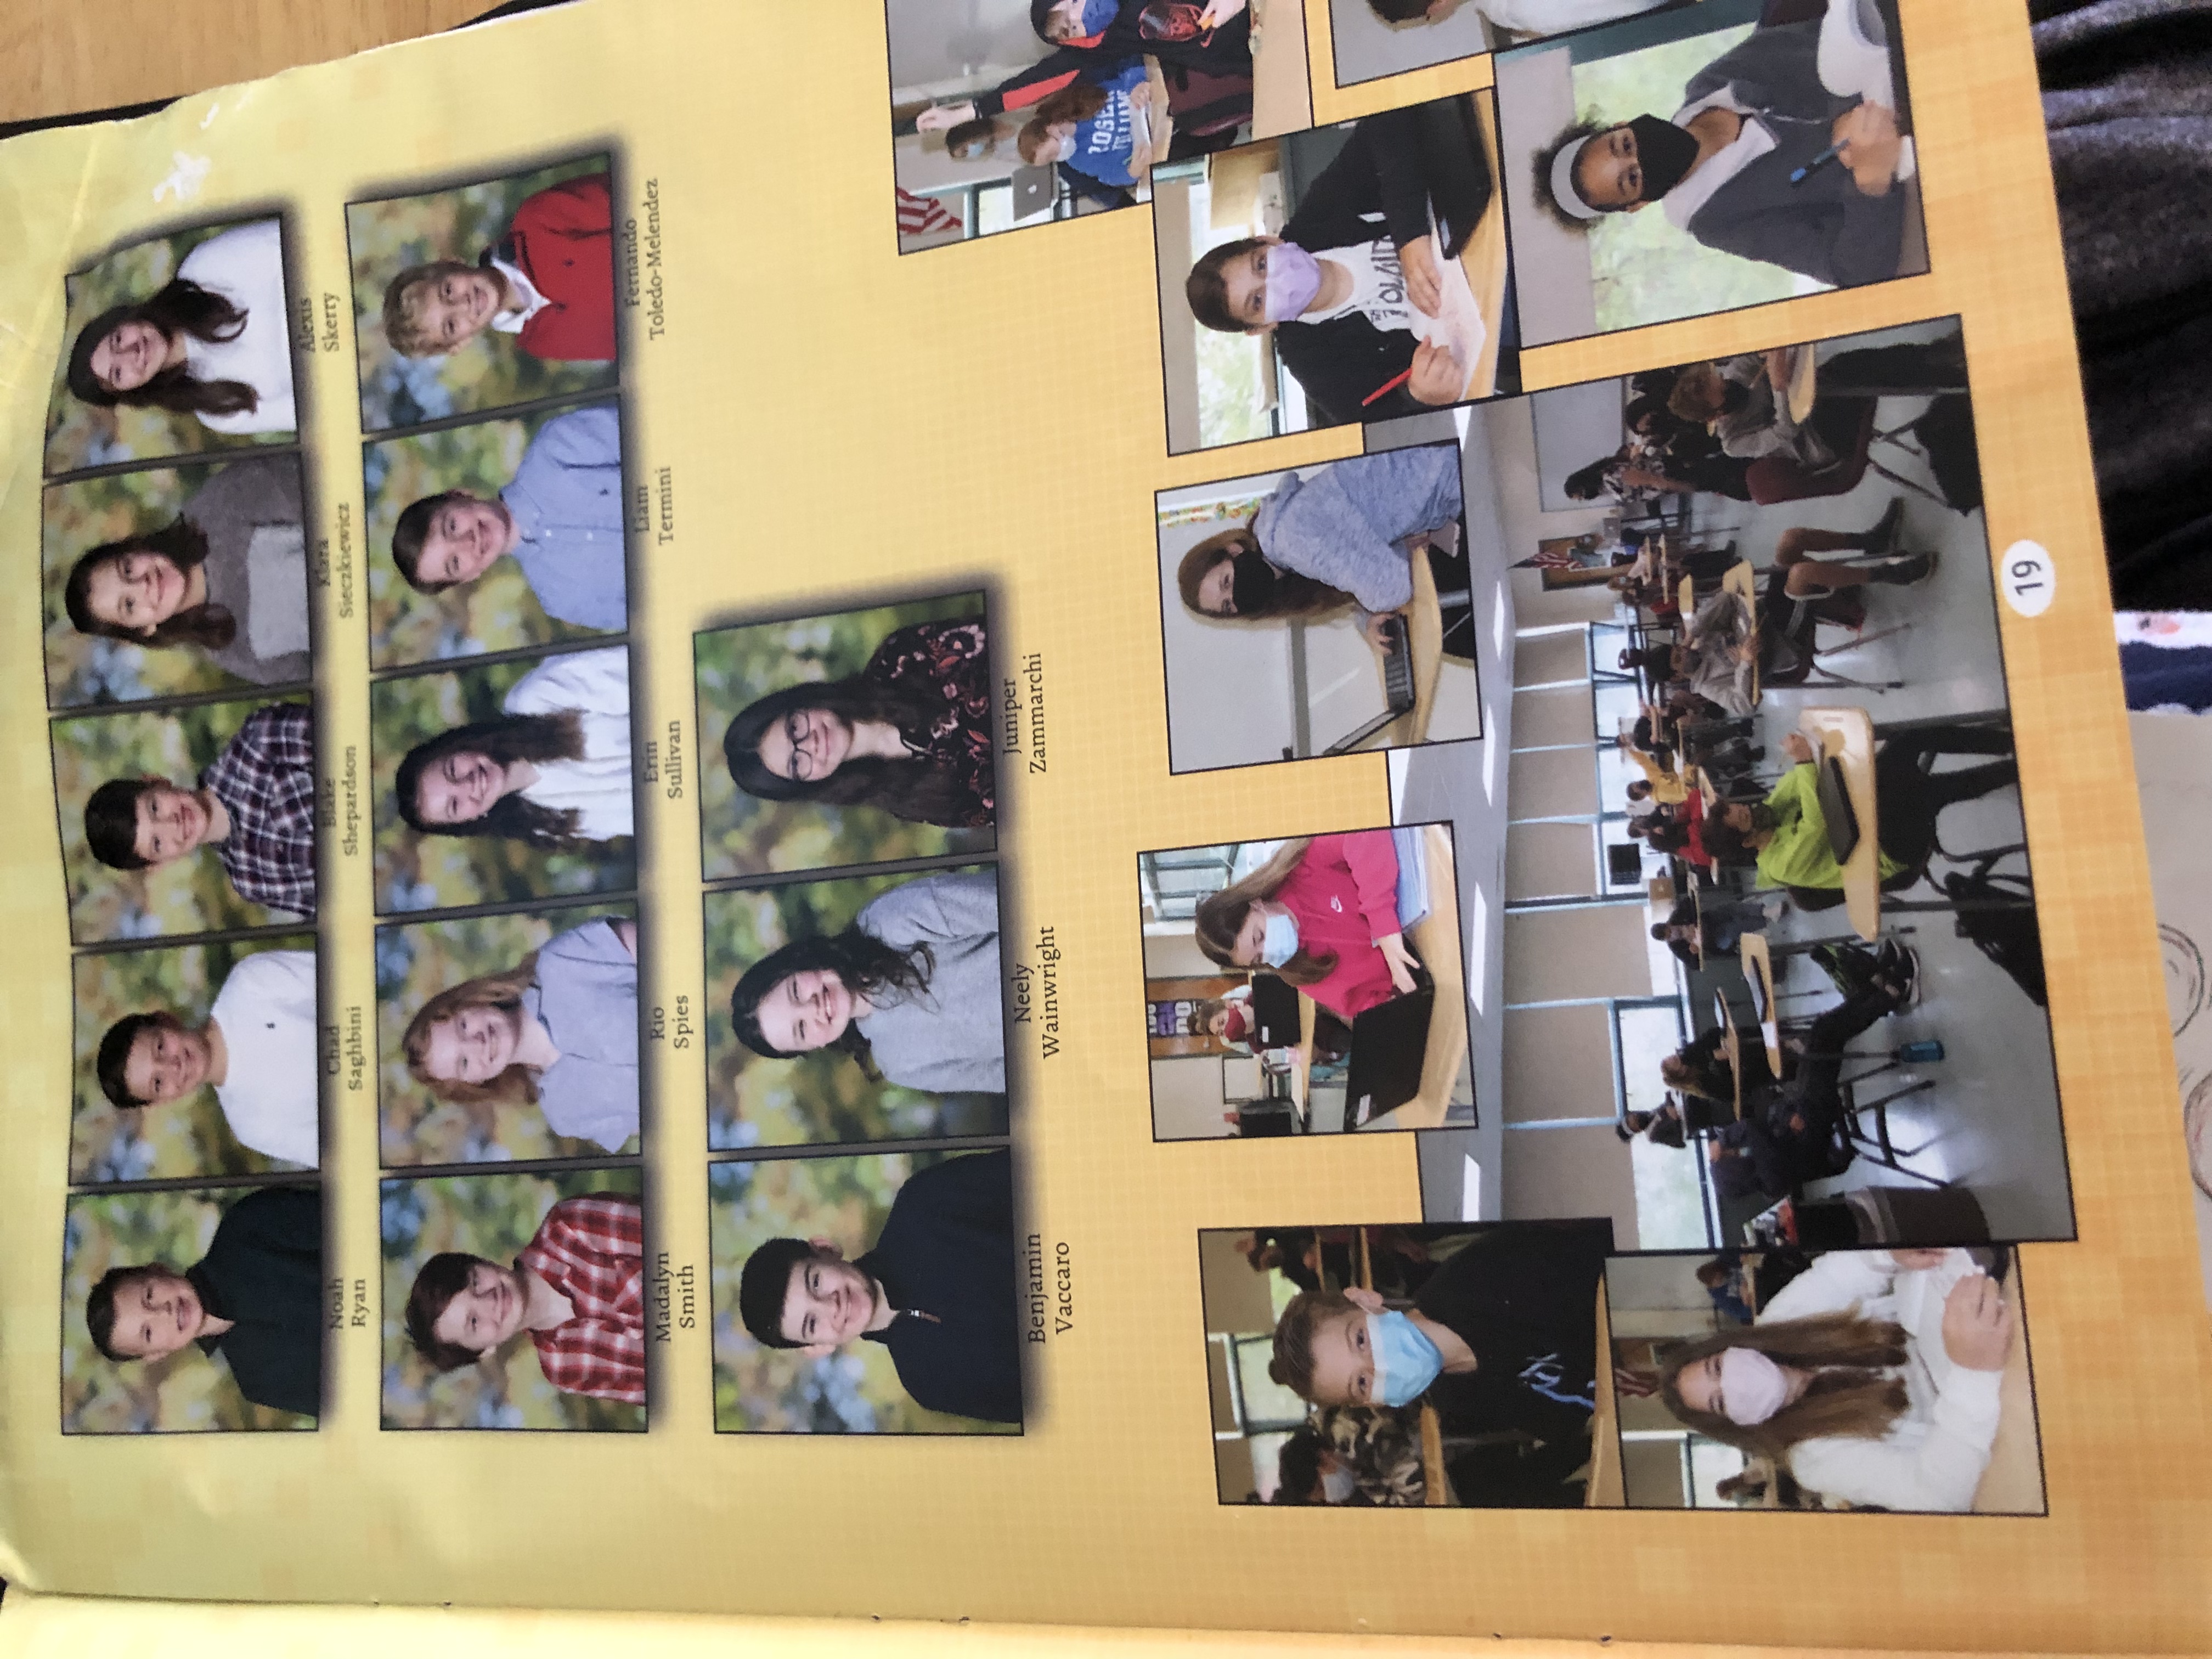 Noah
Ryan
Chad
Saghbini
Blake
Shepardson
Klara
Sieczkiewicz
Alexis
Skerry
Madalyn
Smith
Rio
Spies
Erin
Sullivan
Liam
Termini
Fernando
Toledo-Melendez
Benjamin
Vaccaro
Neely
Wainwright
Juniper
Zammarchi
DO
19